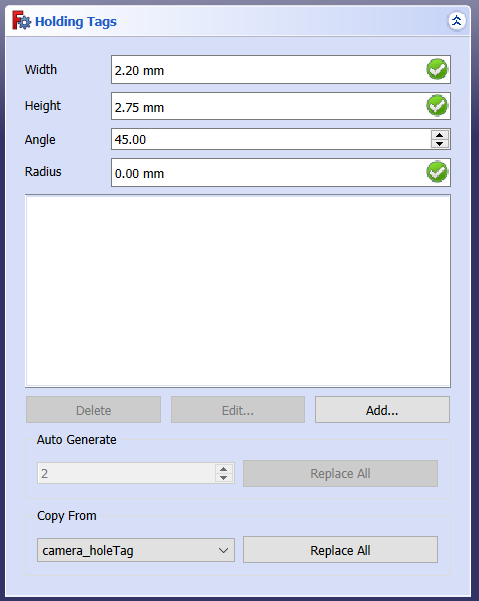 Holding Tags
Width 2.20 mm
Height 2.75 mm
Angle 45.00
Radius 0.00 mm
Delete Edit... Add...
Auto Generate
2 Replace All
Copy From
camera_holeTag Replace All